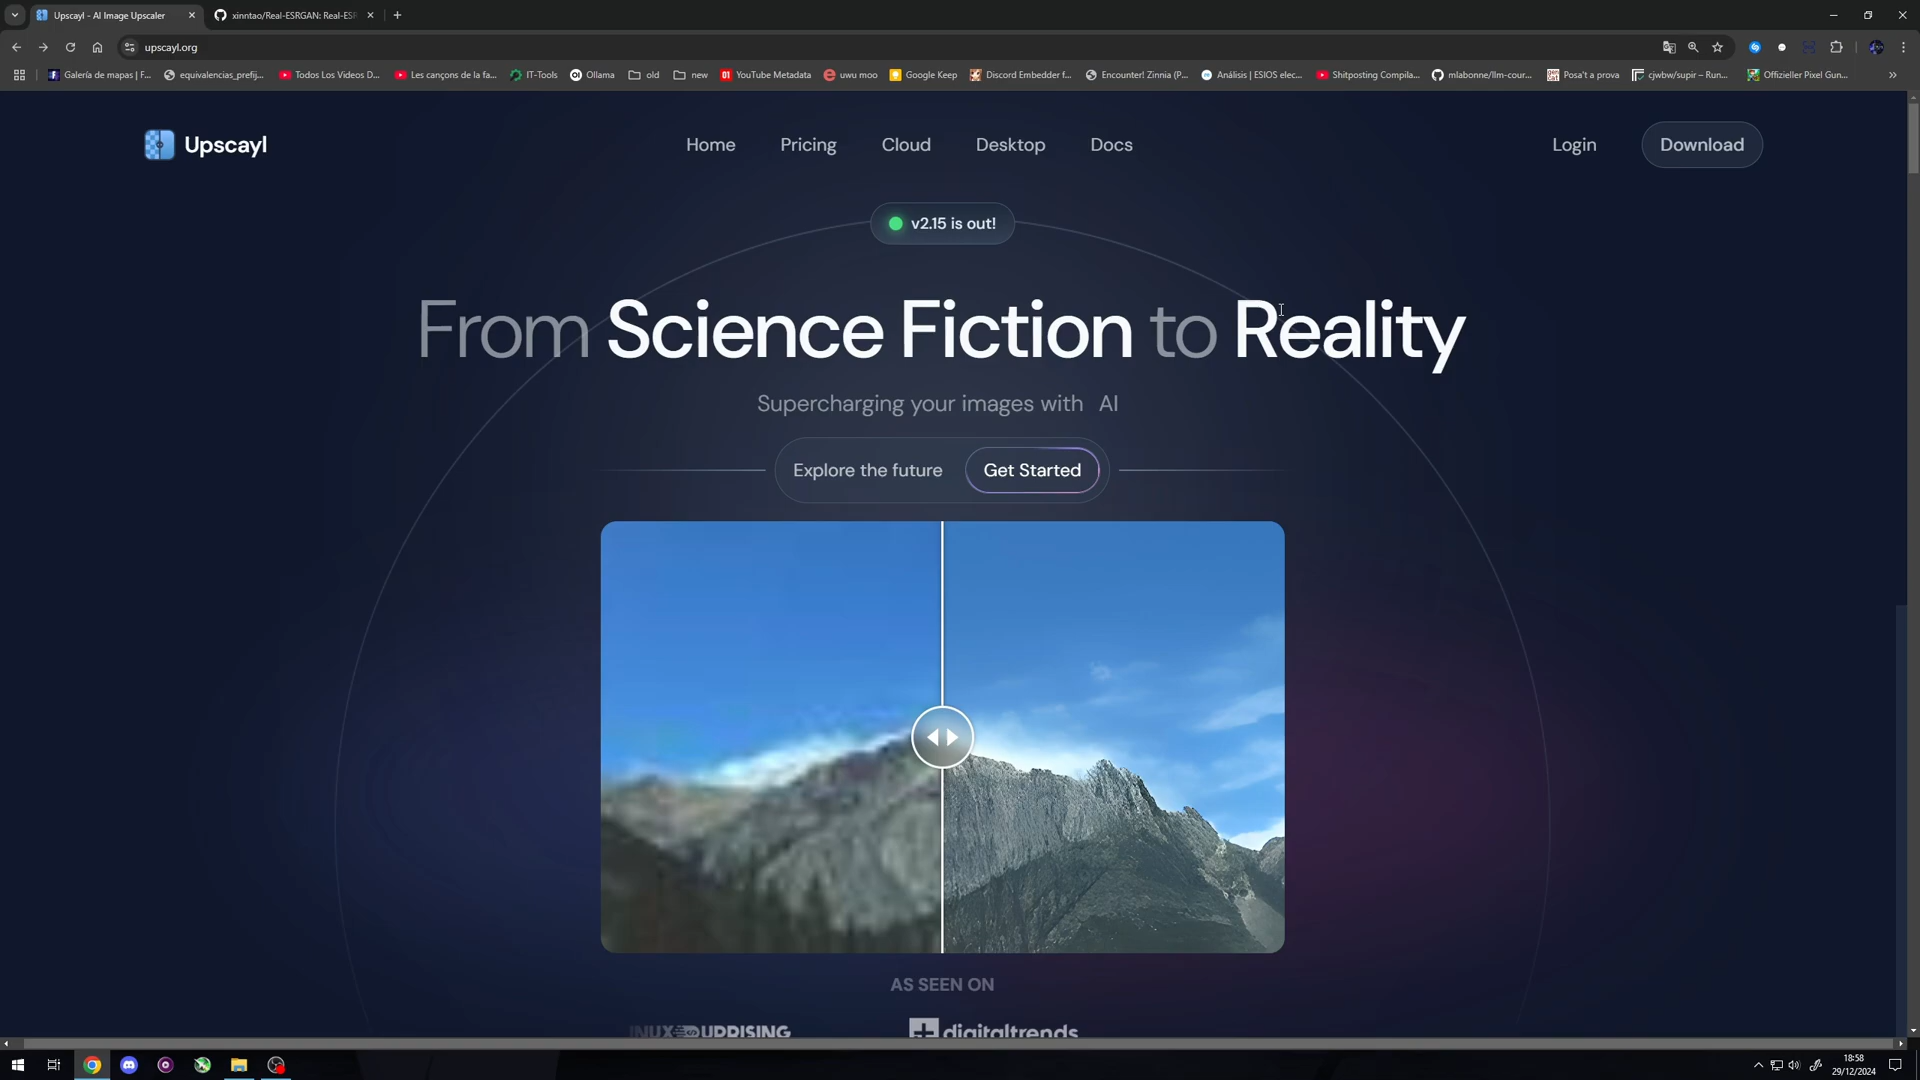 Upscayl - AI Image Upscaler
xinntao/Real-ESRGAN: Real-ESR
upscayl.org
Galería de mapas | F...
equivalencias_prefij...
Todos Los Videos D...
Les cançons de la fa...
IT-Tools
Ollama
old
new
YouTube Metadata
uwu moo
Google Keep
Discord Embedder f...
Encounter! Zinnia (P...
Análisis | ESIOS elec...
Shitposting Compila...
mlabonne/llm-cour...
Posa't a prova
cjwbw/supir – Run...
Offizieller Pixel Gun...
Upscayl
Home
Pricing
Cloud
Desktop
Docs
Login
Download
v2.15 is out!
From Science Fiction to Reality
Supercharging your images with AI
Explore the future
Get Started
AS SEEN ON
UPRISING
digitaltrends
18:58
29/12/2024